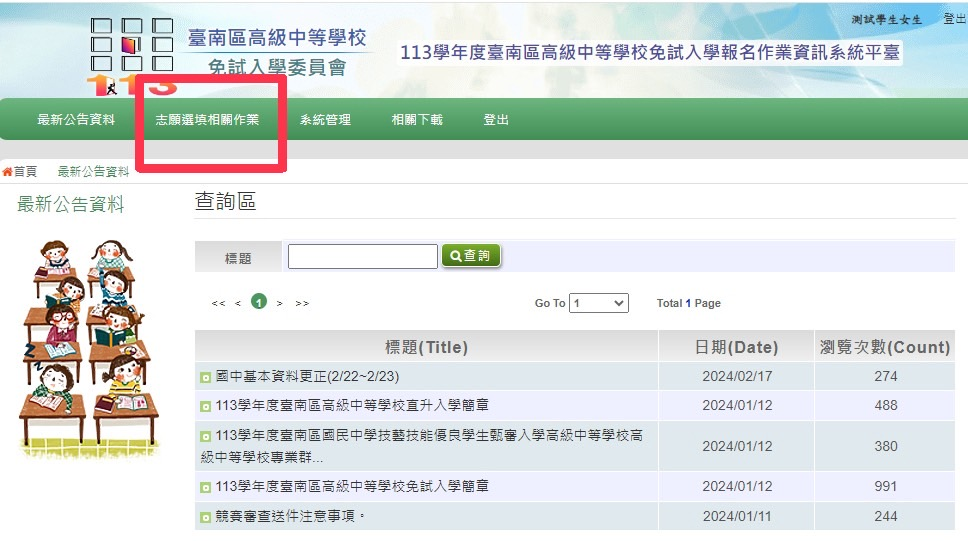 測試學生女生 登出
臺南區高級中等學校
免試入學委員會
113
113學年度臺南區高級中等學校免試入學報名作業資訊系統平臺
最新公告資料 志願選填相關作業 系統管理 相關下載 登出
首頁 最新公告資料
最新公告資料
查詢區
標題 查詢
<< < 1 > >> Go To 1 Total 1 Page
標題(Title) 日期(Date) 瀏覽次數(Count)
國中基本資料更正(2/22~2/23) 2024/02/17 274
113學年度臺南區高級中等學校直升入學簡章 2024/01/12 488
113學年度臺南區國民中學技藝技能優良學生甄審入學高級中等學校高
級中等學校專業群... 2024/01/12 380
113學年度臺南區高級中等學校免試入學簡章 2024/01/12 991
競賽審查送件注意事項。 2024/01/11 244
Z
Z